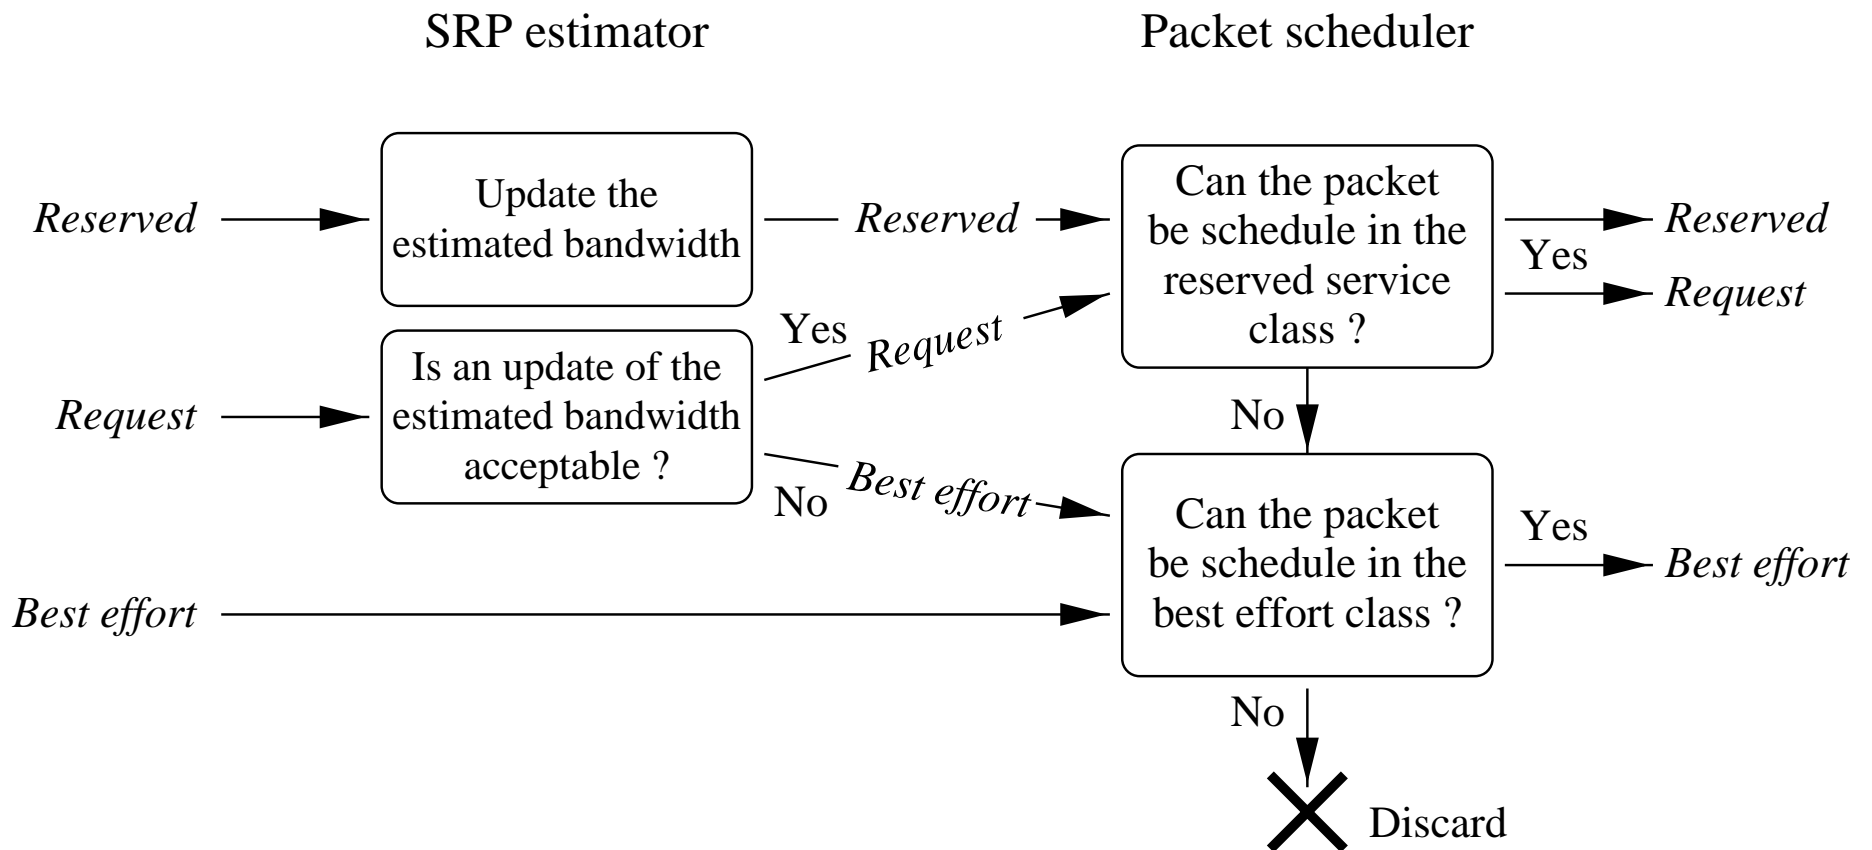 SRP estimator
Packet scheduler
Reserved
Update the
estimated bandwidth
Reserved
Can the packet
be schedule in the
reserved service
class ?
Reserved
Yes
Request
Request
Is an update of the
estimated bandwidth
acceptable ?
Yes
Request
No
Best effort
No
Best effort
Can the packet
be schedule in the
best effort class ?
Yes
Best effort
No
Discard